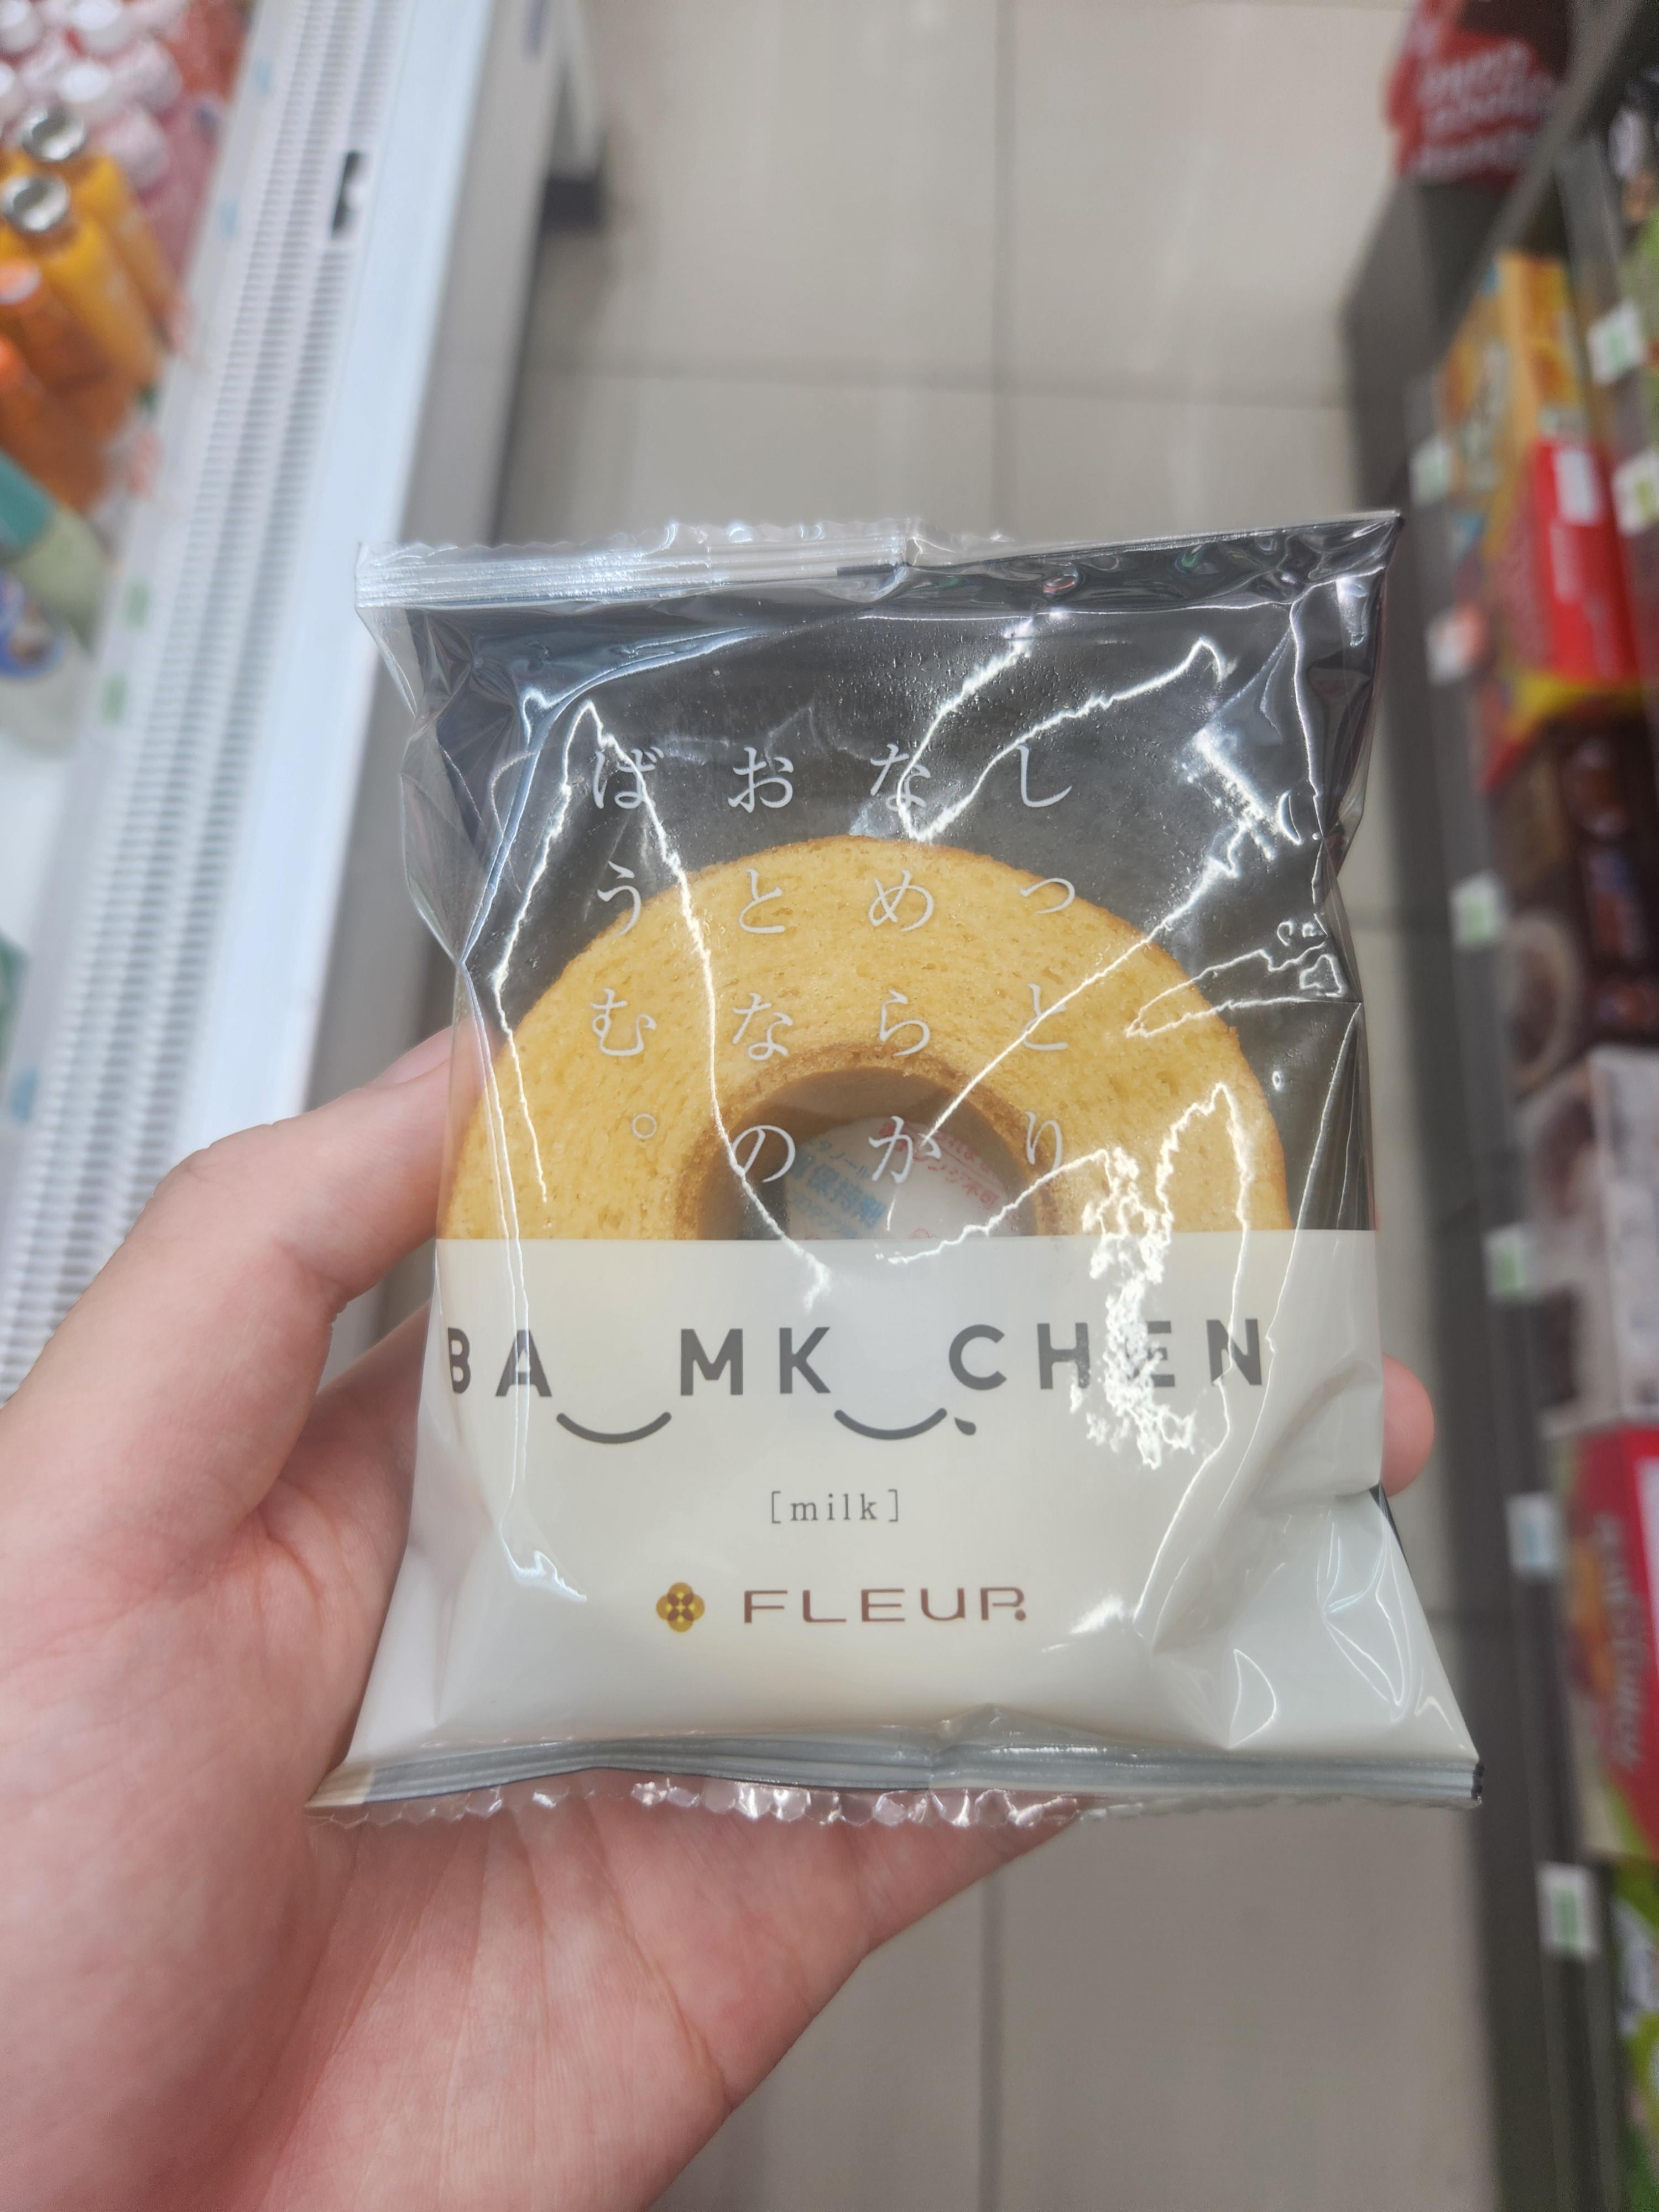 しっとり
なめらか
おとなの
ばうむ。
BA MK CHEN
[milk]
FLEUR